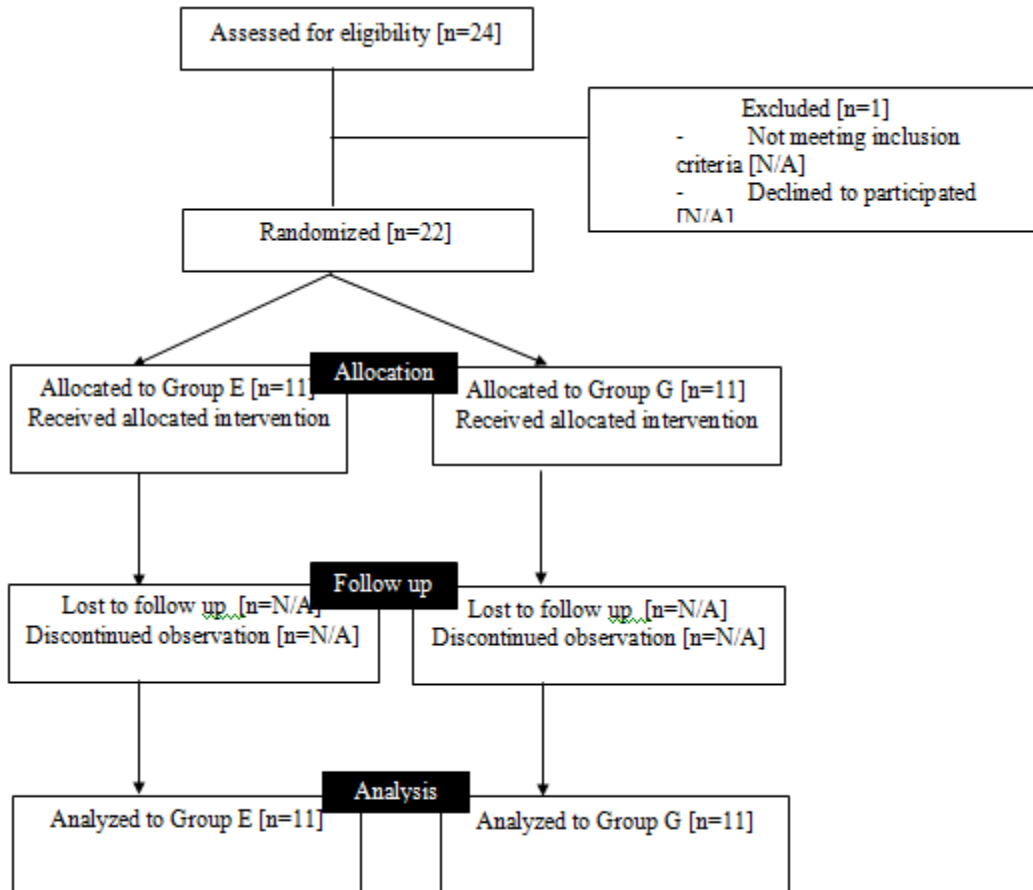 Assessed for eligibility [n=24]
Excluded [n=1]
- Not meeting inclusion
criteria [N/A]
- Declined to participated
[N/A]
Randomized [n=22]
Allocation
Allocated to Group E [n=11]
Received allocated intervention
Allocated to Group G [n=11]
Received allocated intervention
Follow up
Lost to follow up [n=N/A]
Discontinued observation [n=N/A]
Lost to follow up [n=N/A]
Discontinued observation [n=N/A]
Analysis
Analyzed to Group E [n=11]
Analyzed to Group G [n=11]